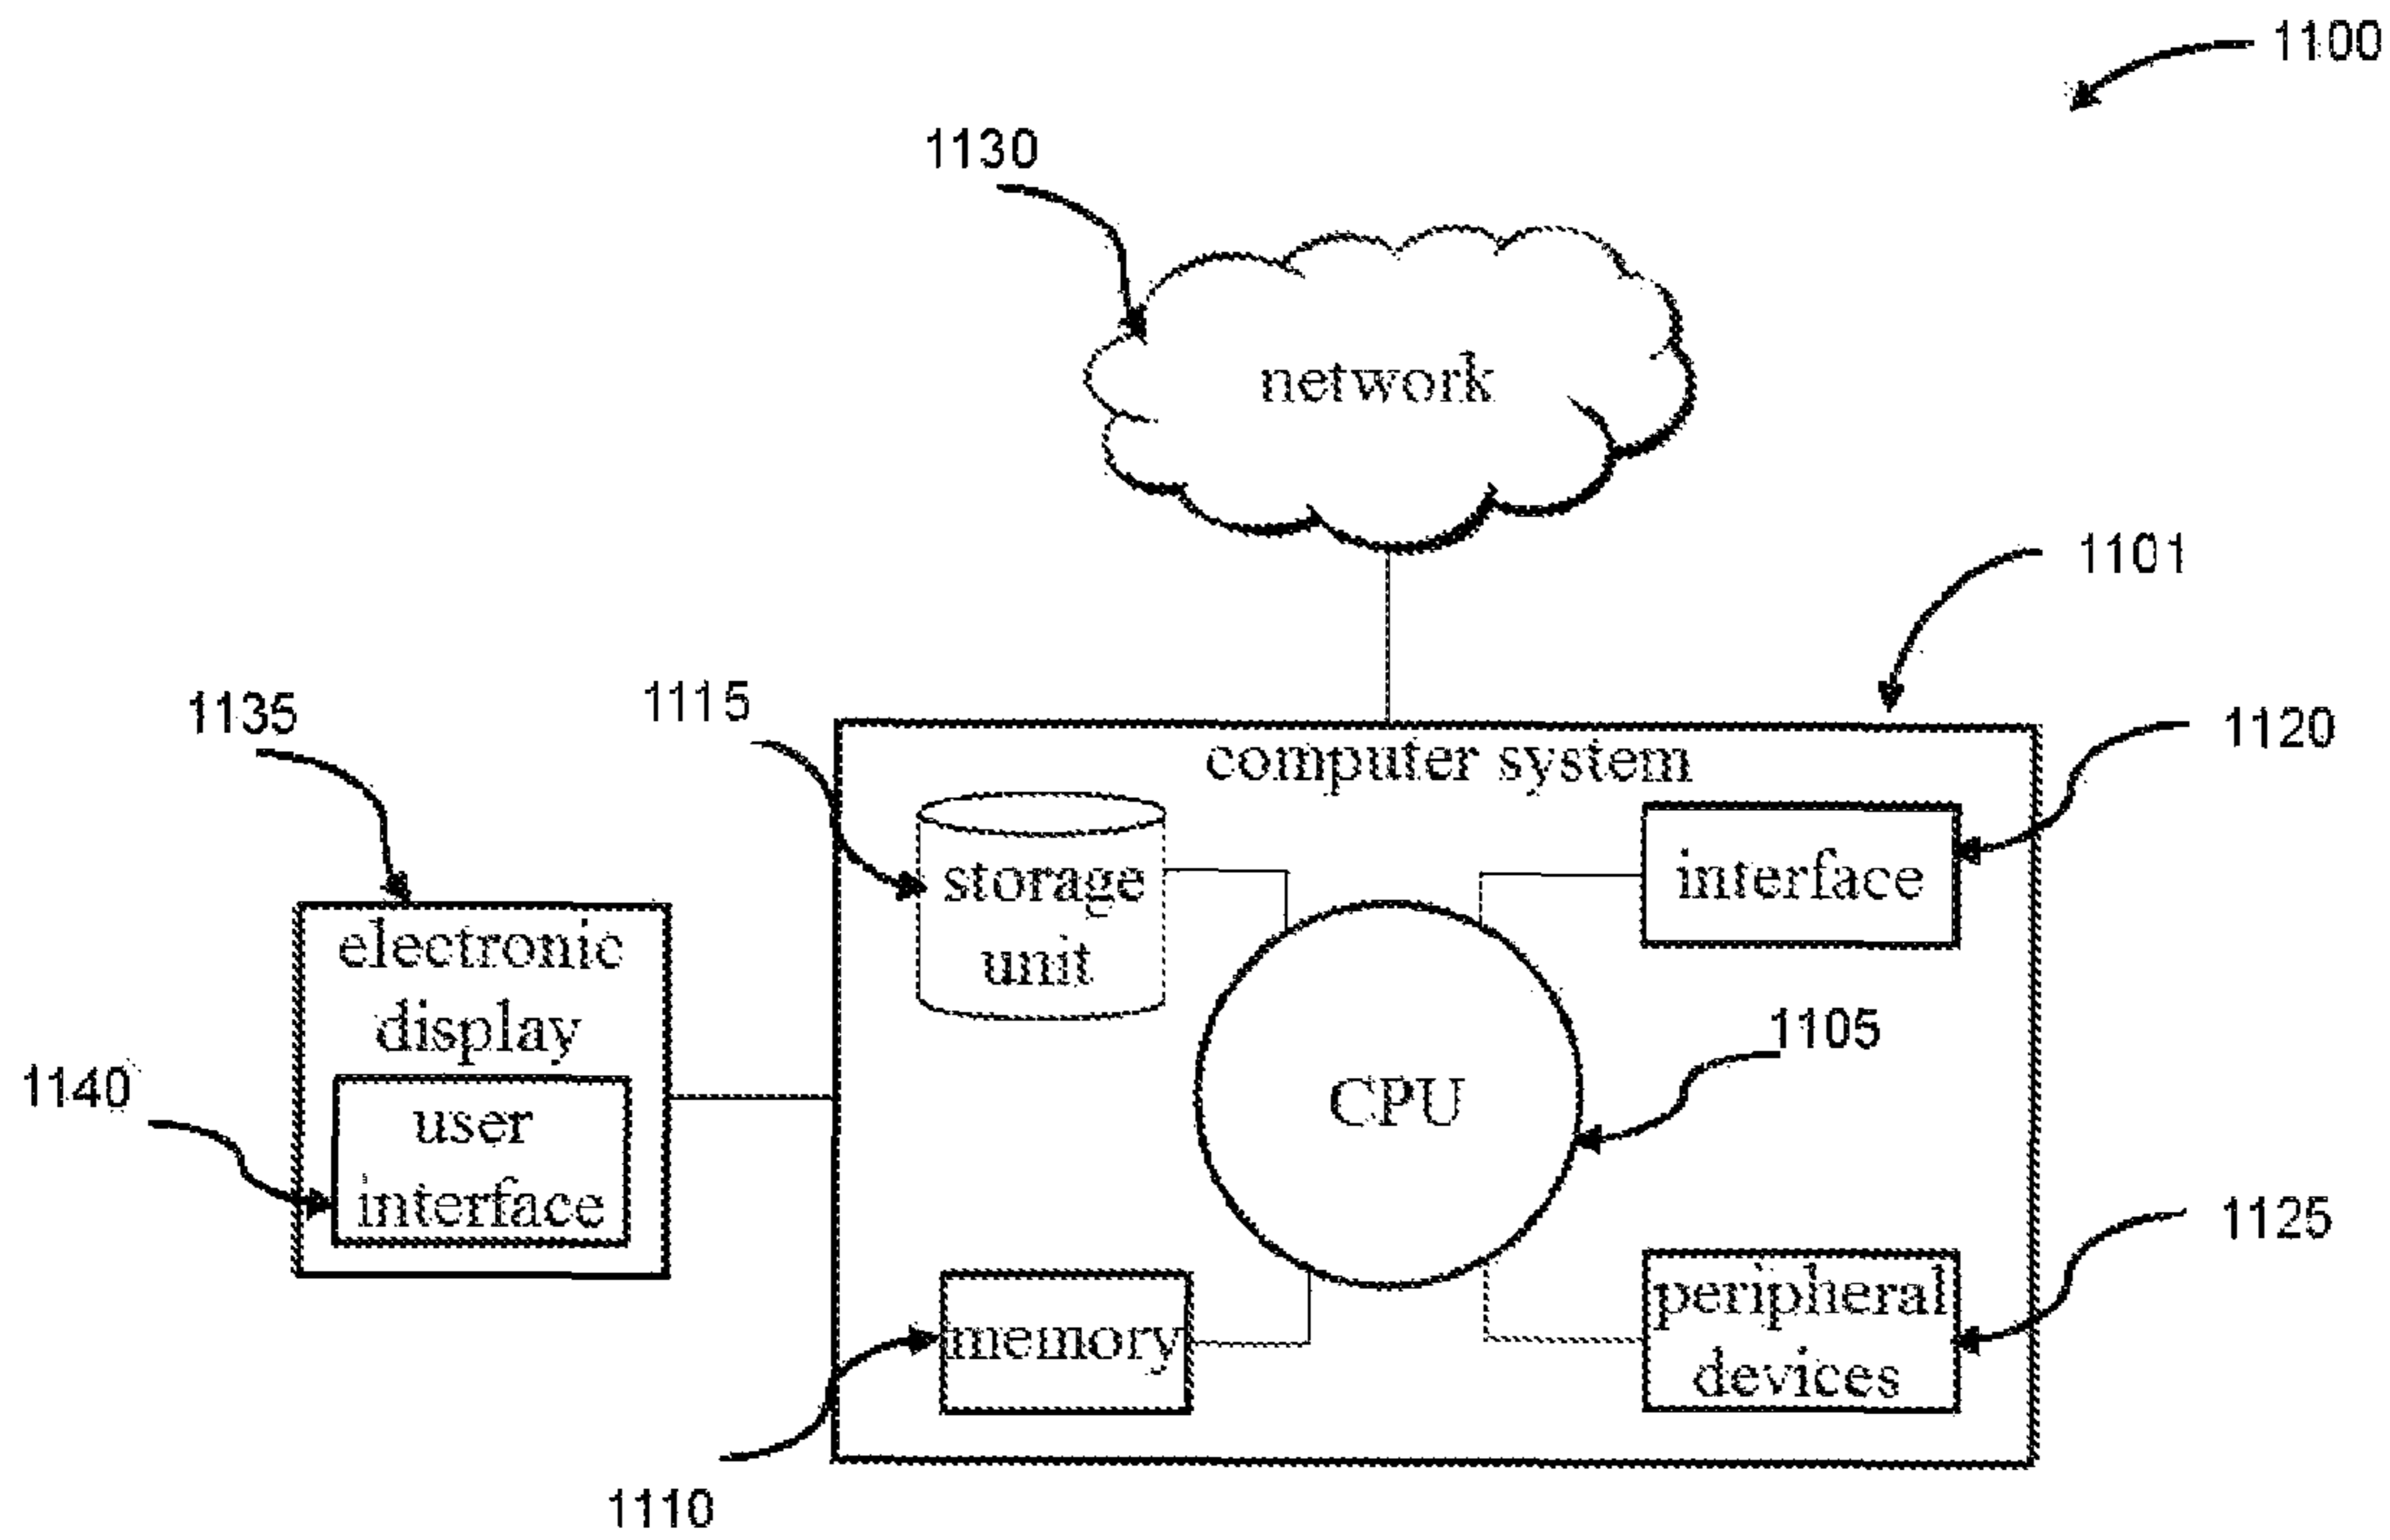 1100
1130
network
1101
1135
1115
computer system
1120
storage
unit
interface
electronic
display
1105
CPU
1140
user
interface
1125
peripheral
devices
memory
1110